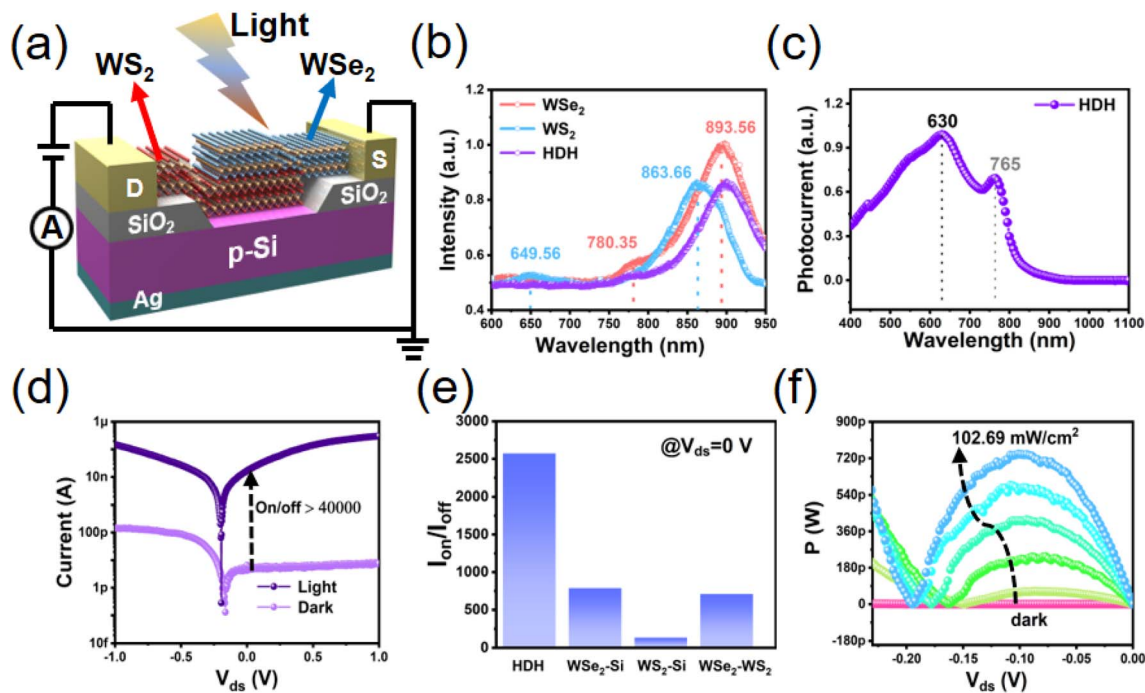 (a)
Light
WS2
WSe2
D
S
SiO2
SiO2
A
p-Si
Ag
(b)
1.2
1.0
0.8
0.6
0.4
Intensity (a.u.)
WSe2
WS2
HDH
893.56
863.66
780.35
649.56
600 650 700 750 800 850 900 950
Wavelength (nm)
(c)
1.2
0.9
0.6
0.3
0.0
Photocurrent (a.u.)
HDH
630
765
400 500 600 700 800 900 1000 1100
Wavelength (nm)
(d)
1μ
10n
100p
1p
10f
Current (A)
On/off > 40000
Light
Dark
-1.0 -0.5 0.0 0.5 1.0
Vds (V)
(e)
3000
2500
2000
1500
1000
500
0
Ion/Ioff
@Vds=0 V
HDH WSe2-Si WS2-Si WSe2-WS2
(f)
900p
720p
540p
360p
180p
0
-180p
P (W)
102.69 mW/cm2
dark
-0.20 -0.15 -0.10 -0.05 0.00
Vds (V)